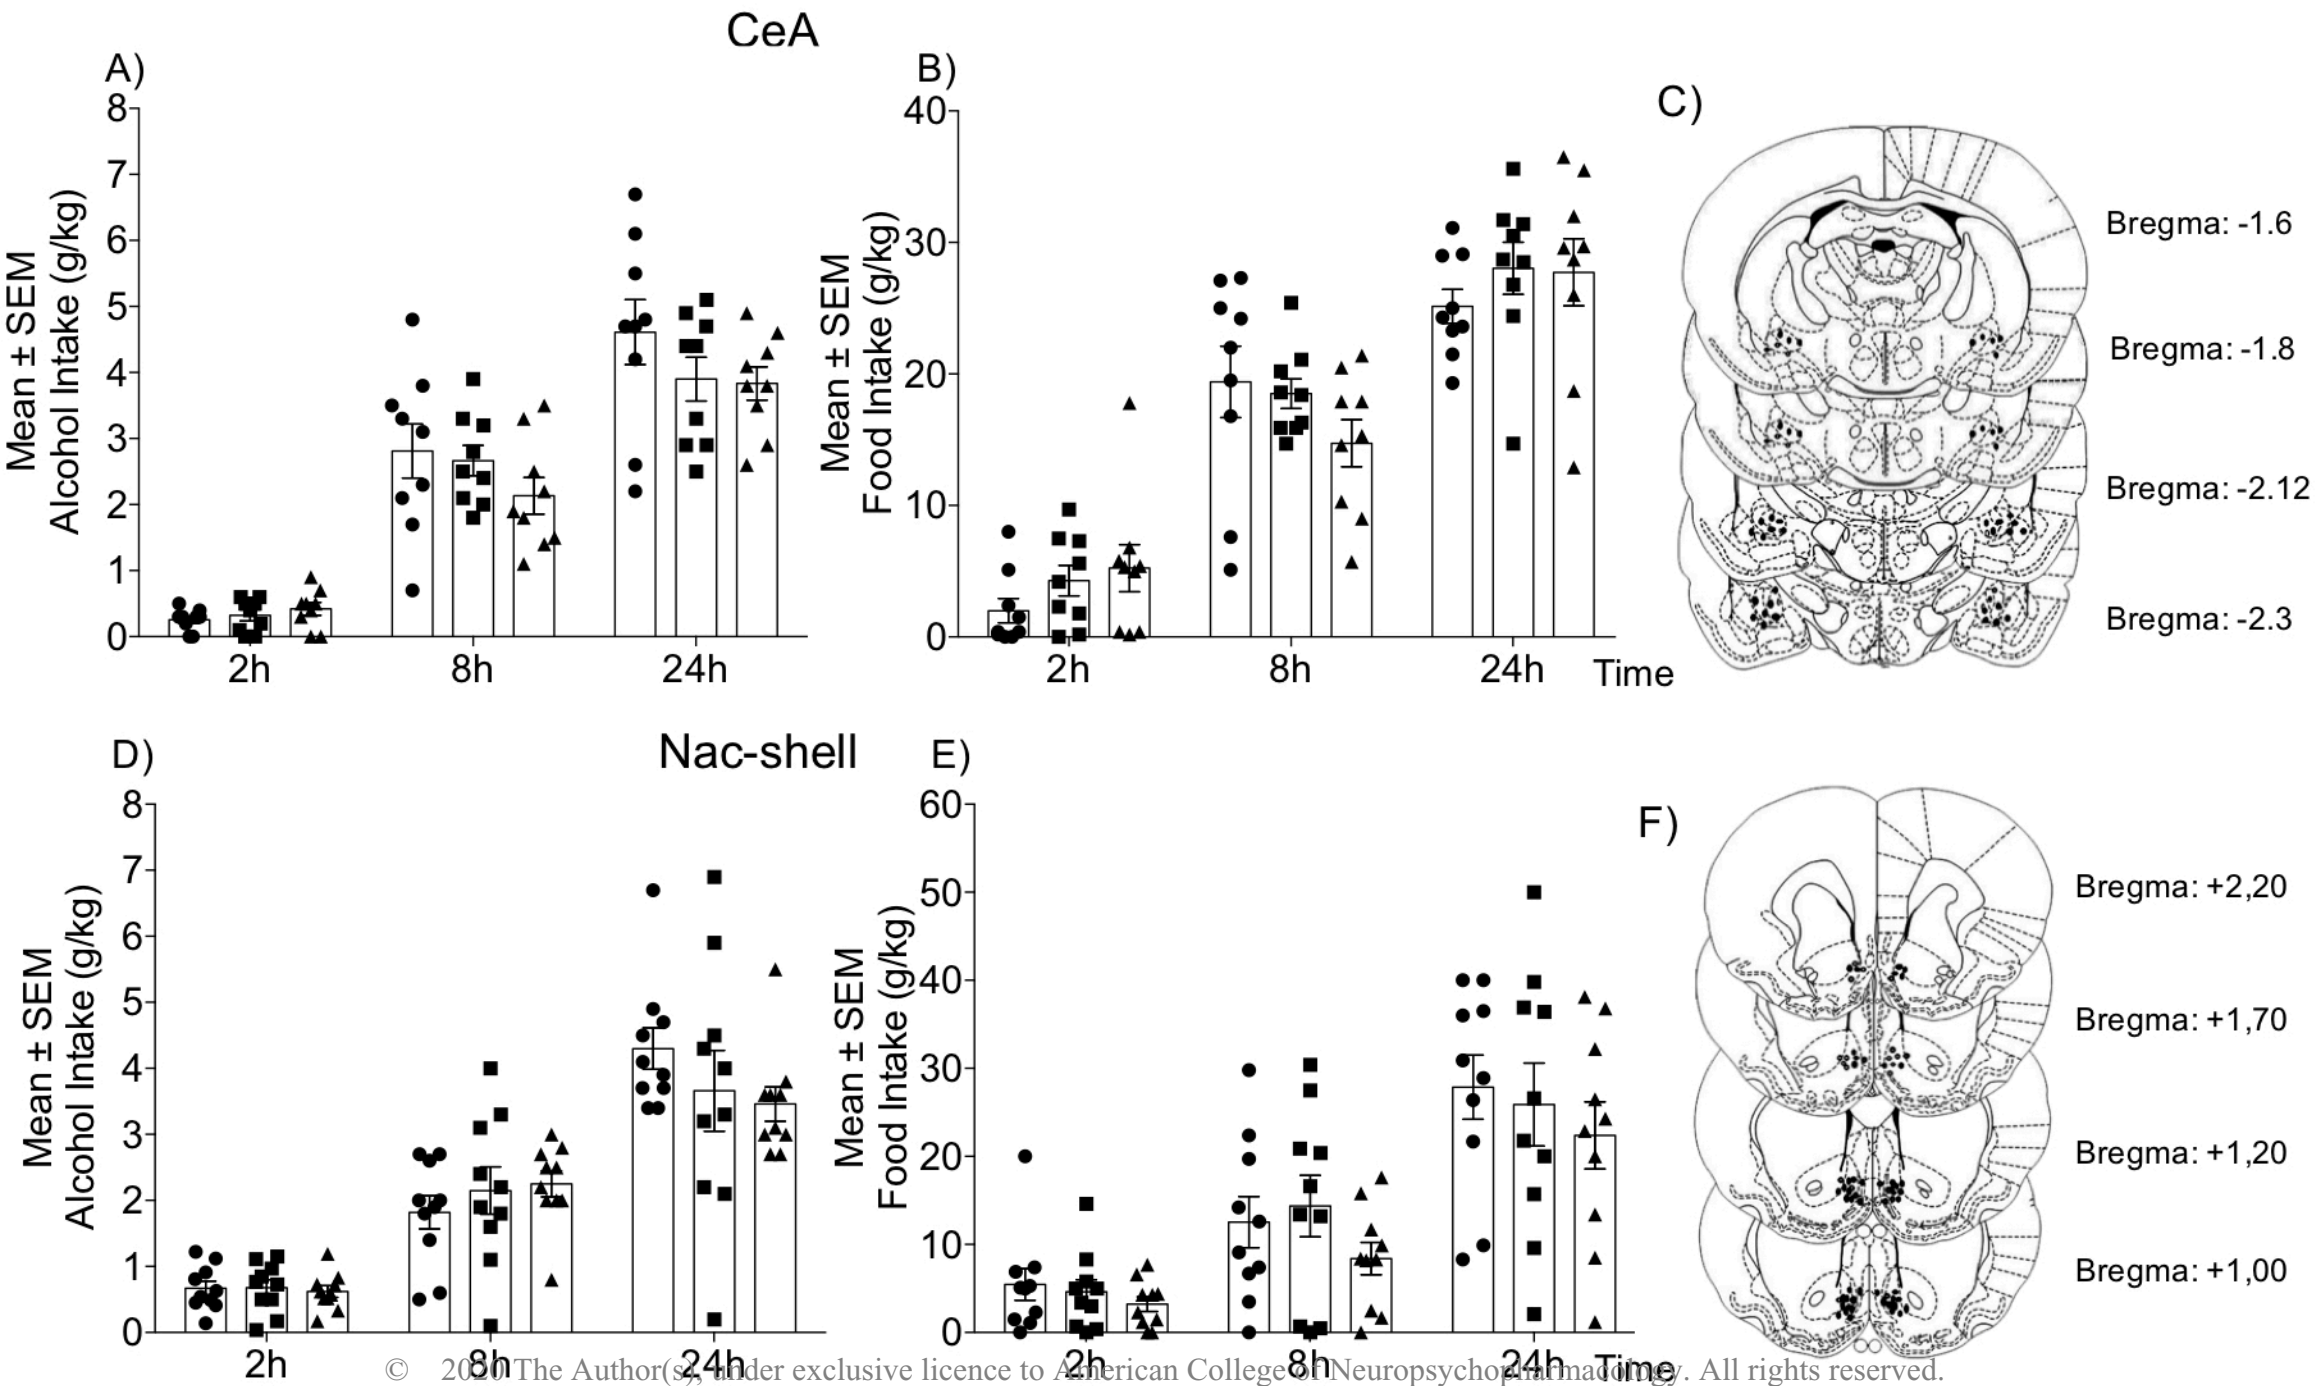 CeA
A)
Mean ± SEM
Alcohol Intake (g/kg)
8
7
6
5
4
3
2
1
0
2h
8h
24h
B)
Mean ± SEM
Food Intake (g/kg)
40
30
20
10
0
2h
8h
24h
Time
C)
Bregma: -1.6
Bregma: -1.8
Bregma: -2.12
Bregma: -2.3
Nac-shell
D)
Mean ± SEM
Alcohol Intake (g/kg)
8
7
6
5
4
3
2
1
0
2h
8h
24h
E)
Mean ± SEM
Food Intake (g/kg)
60
50
40
30
20
10
0
2h
8h
24h
Time
F)
Bregma: +2,20
Bregma: +1,70
Bregma: +1,20
Bregma: +1,00
© 2020 The Author(s), under exclusive licence to American College of Neuropsychopharmacology. All rights reserved.